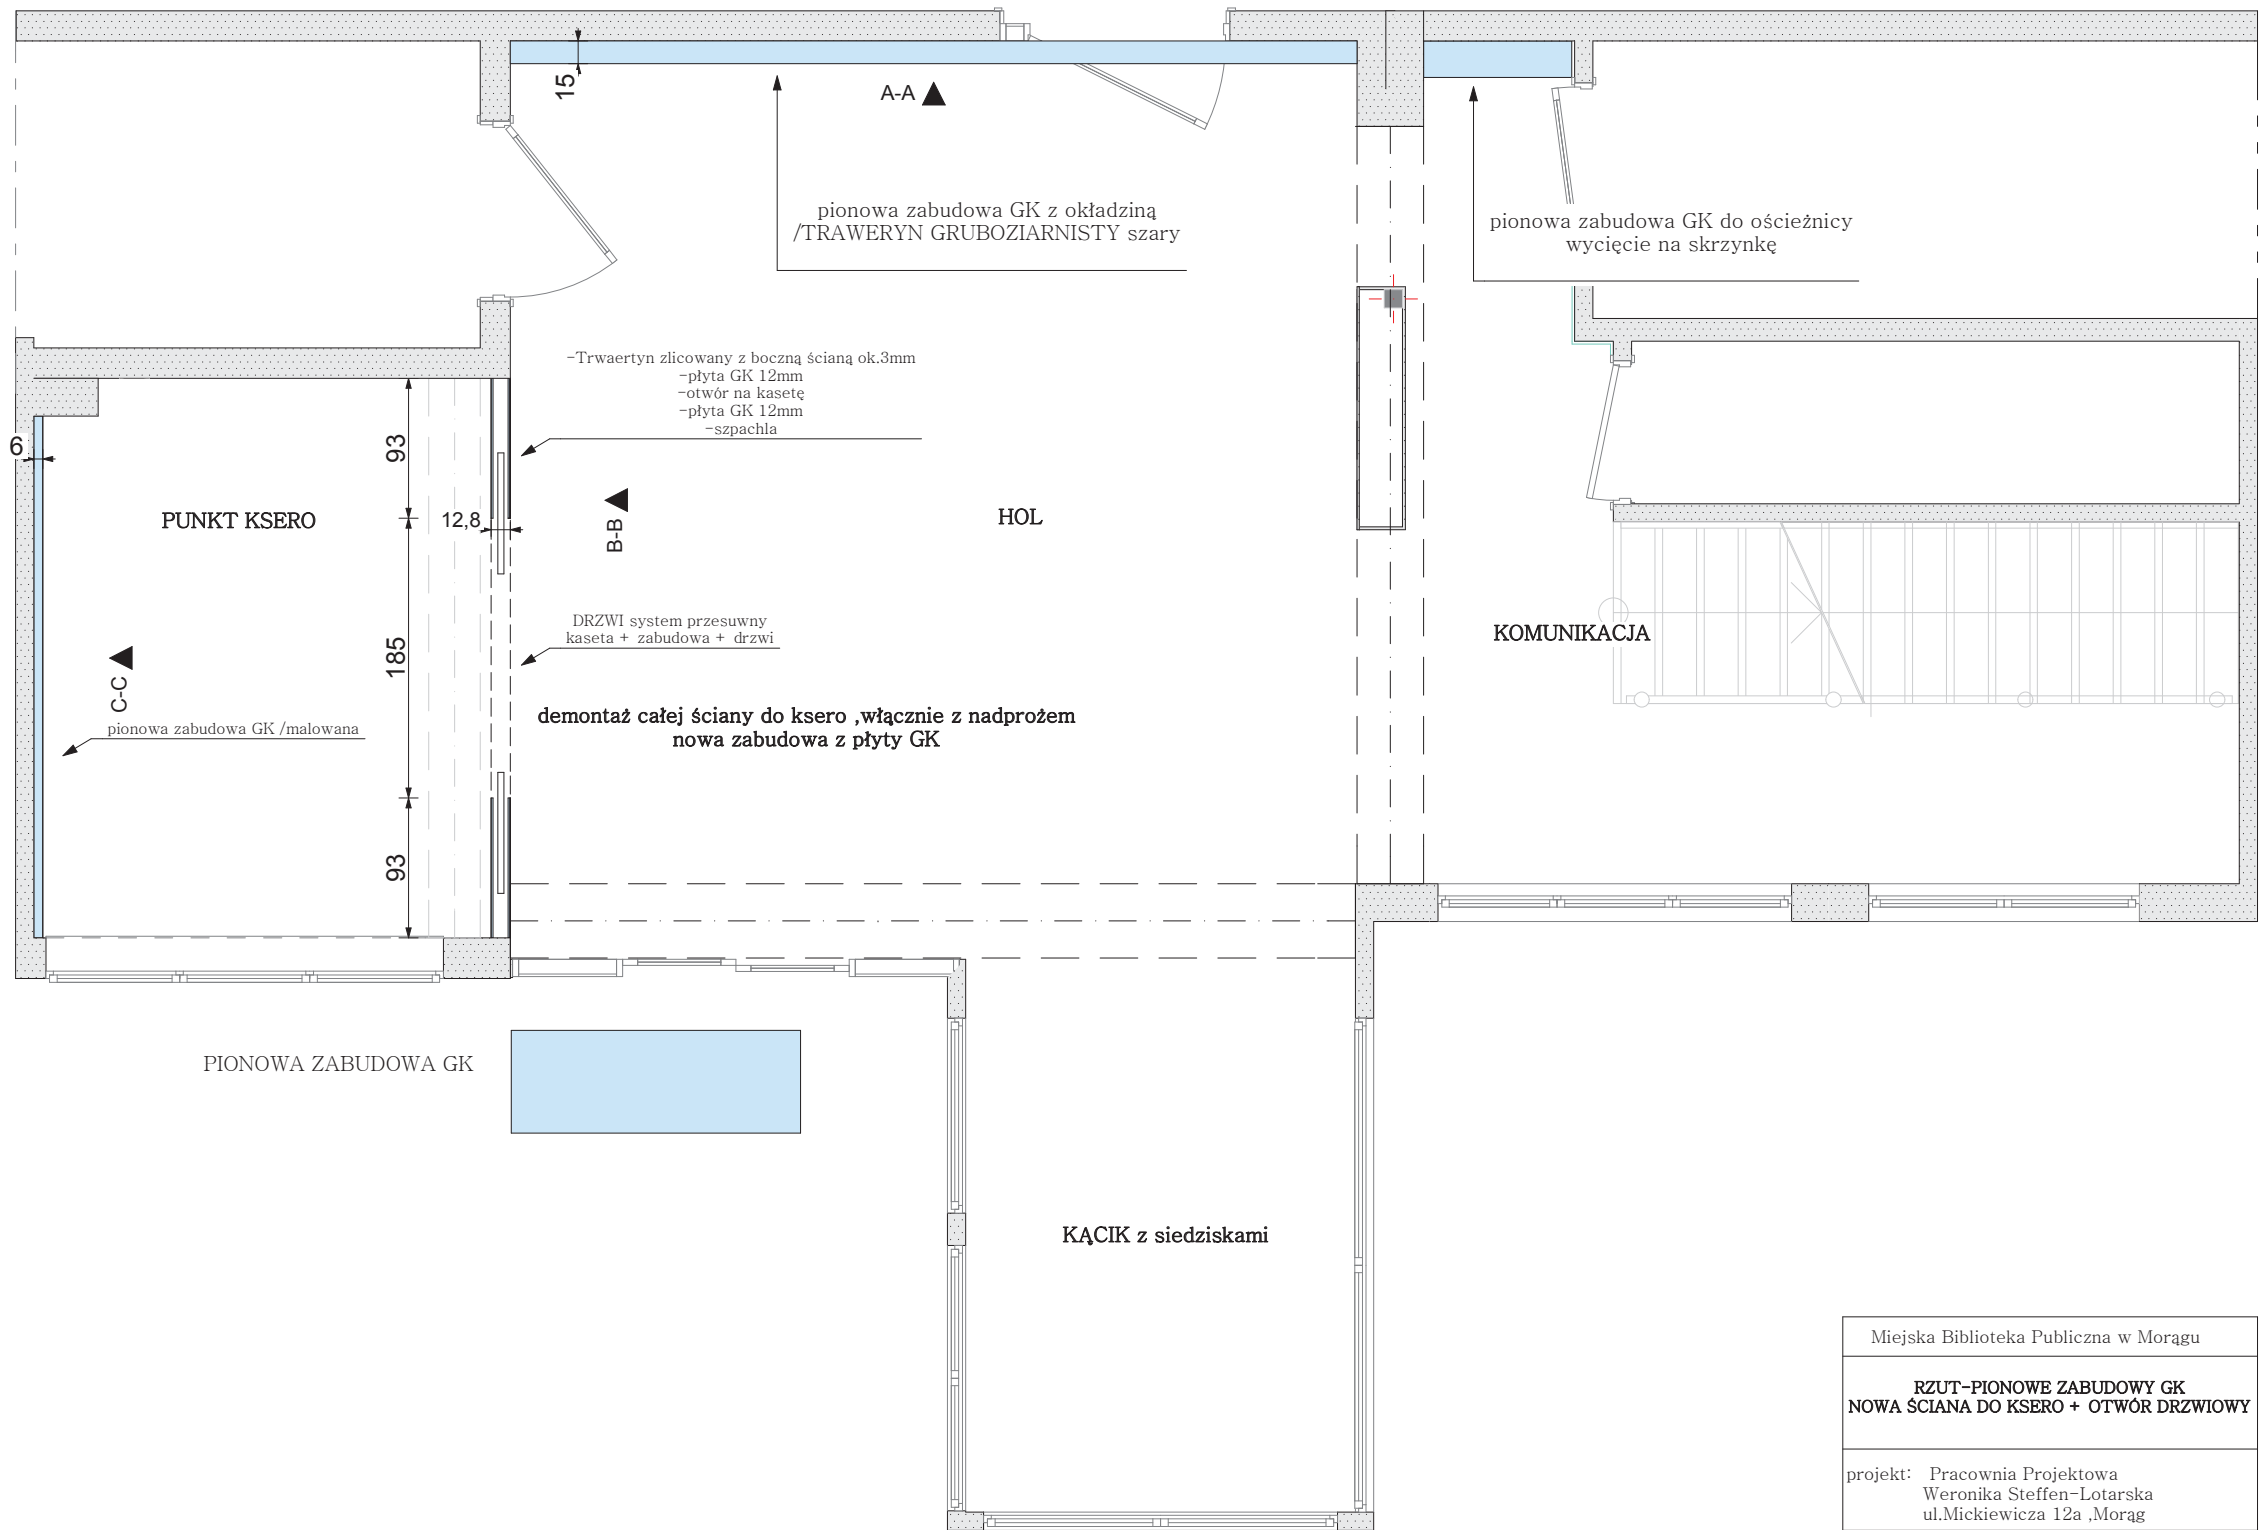 15
A-A
pionowa zabudowa GK z okładziną
/TRAWERYN GRUBOZIARNISTY szary
pionowa zabudowa GK do ościeżnicy
wycięcie na skrzynkę
-Trwaertyn zlicowany z boczną ścianą ok.3mm
-płyta GK 12mm
-otwór na kasetę
-płyta GK 12mm
-szpachla
6
93
PUNKT KSERO
12,8
B-B
HOL
DRZWI system przesuwny
kaseta + zabudowa + drzwi
KOMUNIKACJA
185
C-C
pionowa zabudowa GK /malowana
demontaż całej ściany do ksero ,włącznie z nadprożem
nowa zabudowa z płyty GK
93
PIONOWA ZABUDOWA GK
KĄCIK z siedziskami
Miejska Biblioteka Publiczna w Morągu
RZUT-PIONOWE ZABUDOWY GK
NOWA ŚCIANA DO KSERO + OTWÓR DRZWIOWY
projekt: Pracownia Projektowa
Weronika Steffen-Lotarska
ul.Mickiewicza 12a ,Morąg